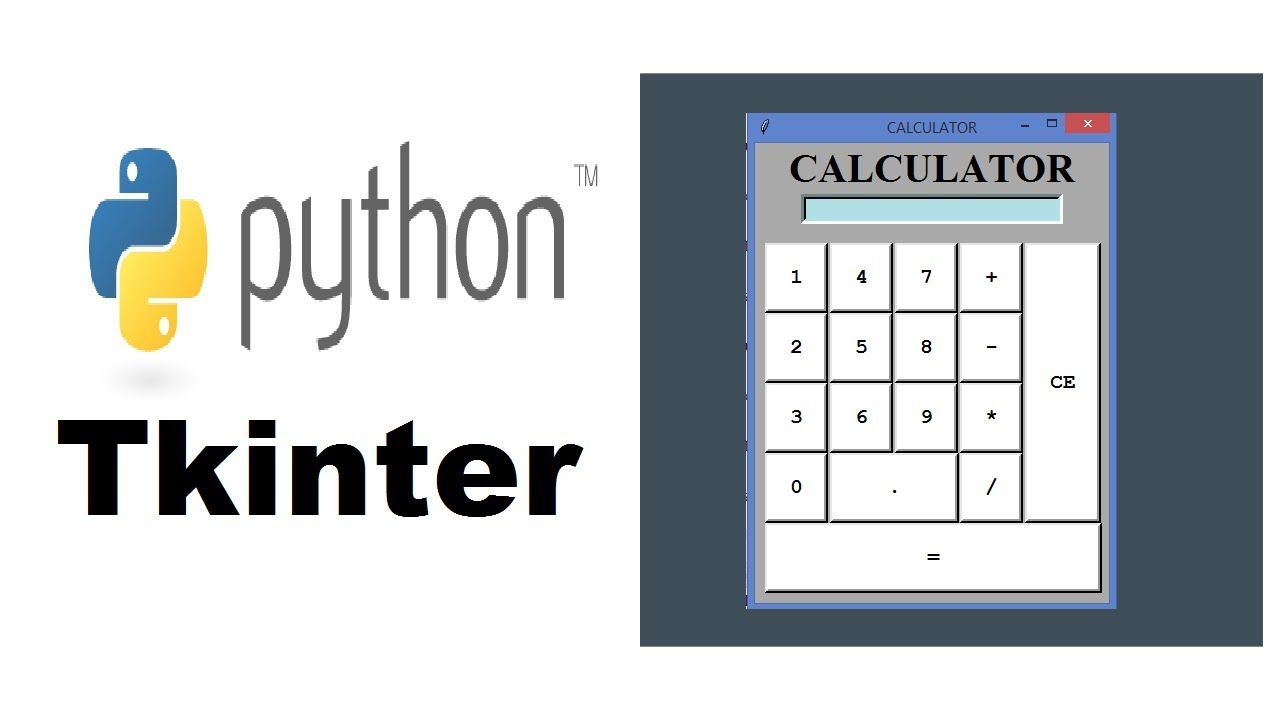 python
TM
Tkinter
CALCULATOR
CALCULATOR
1 4 7 +
2 5 8 -
CE
3 6 9 *
0 . /
=